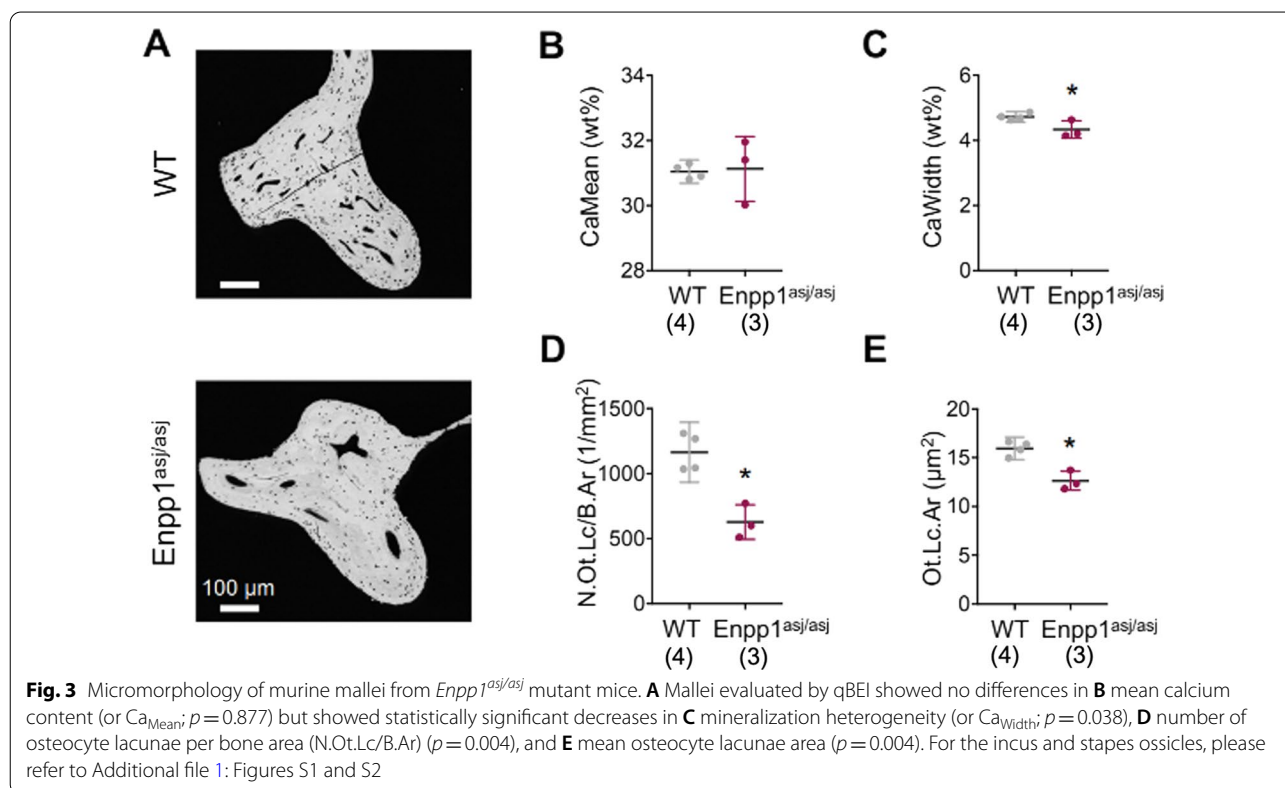 A
WT
Enpp1asj/asj
100 µm
B
CaMean (wt%)
34
32
30
28
WT Enpp1asj/asj
(4) (3)
C
CaWidth (wt%)
6
4
2
0
*
WT Enpp1asj/asj
(4) (3)
D
N.Ot.Lc/B.Ar (1/mm²)
1500
1000
500
0
*
WT Enpp1asj/asj
(4) (3)
E
Ot.Lc.Ar (µm²)
20
15
10
5
0
*
WT Enpp1asj/asj
(4) (3)
Fig. 3 Micromorphology of murine mallei from Enpp1asj/asj mutant mice. A Mallei evaluated by qBEI showed no differences in B mean calcium
content (or CaMean; p = 0.877) but showed statistically significant decreases in C mineralization heterogeneity (or CaWidth; p = 0.038), D number of
osteocyte lacunae per bone area (N.Ot.Lc/B.Ar) (p = 0.004), and E mean osteocyte lacunae area (p = 0.004). For the incus and stapes ossicles, please
refer to Additional file 1: Figures S1 and S2